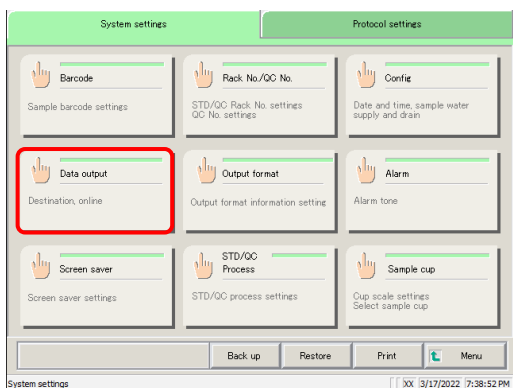 System settings
Protocol settings
Barcode
Sample barcode settings
Rack No./QC No.
STD/QC Rack No. settings
QC No. settings
Config
Date and time, sample water
supply and drain
Data output
Destination, online
Output format
Output format information setting
Alarm
Alarm tone
Screen saver
Screen saver settings
STD/QC
Process
STD/QC process settings
Sample cup
Cup scale settings
Select sample cup
Back up
Restore
Print
Menu
System settings
XX 3/17/2022 7:38:52 PM